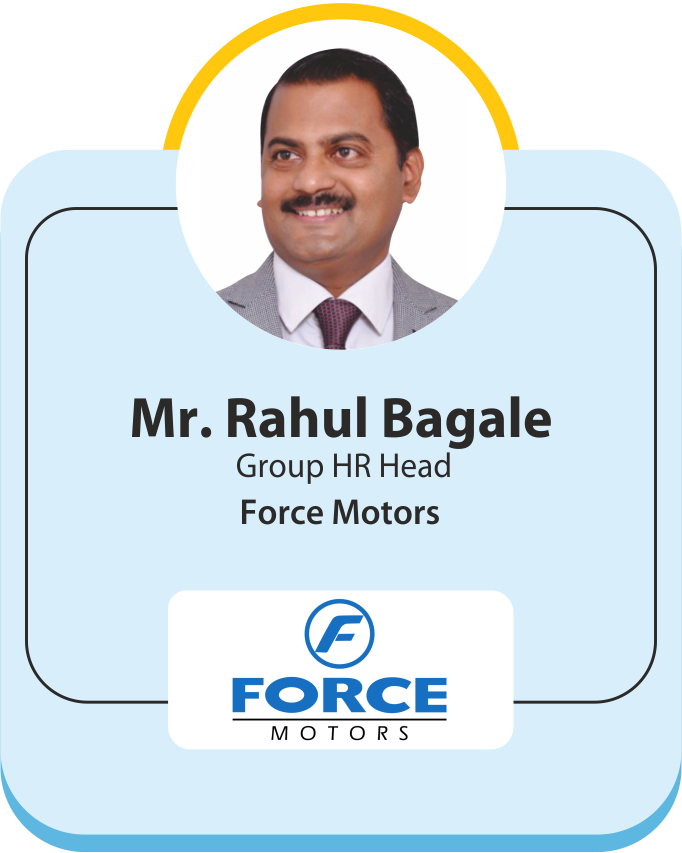 Mr. Rahul Bagale
Group HR Head
Force Motors
F
FORCE
MOTORS